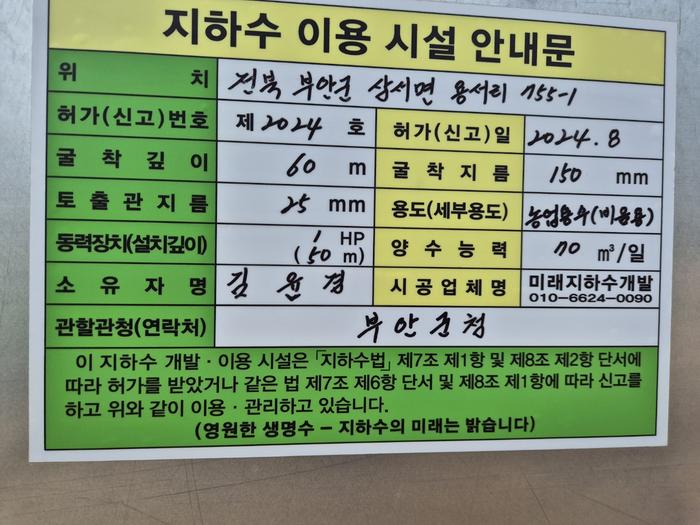 지하수 이용 시설 안내문
위 치 전북 부안군 상서면 용서리 755-1
허가(신고)번호 제 2024 호 허가(신고)일 2024. 8
굴착깊이 60 m 굴착지름 150 mm
토출관지름 25 mm 용도(세부용도) 농업용수(비음용)
동력장치(설치깊이) 1 HP (50 m) 양수능력 70 ㎥/일
소유자명 김윤경 시공업체명 미래지하수개발 010-6624-0090
관할관청(연락처) 부안군청
이 지하수 개발·이용 시설은 「지하수법」 제7조 제1항 및 제8조 제2항 단서에
따라 허가를 받았거나 같은 법 제7조 제6항 단서 및 제8조 제1항에 따라 신고를
하고 위와 같이 이용·관리하고 있습니다.
(영원한 생명수 – 지하수의 미래는 밝습니다)